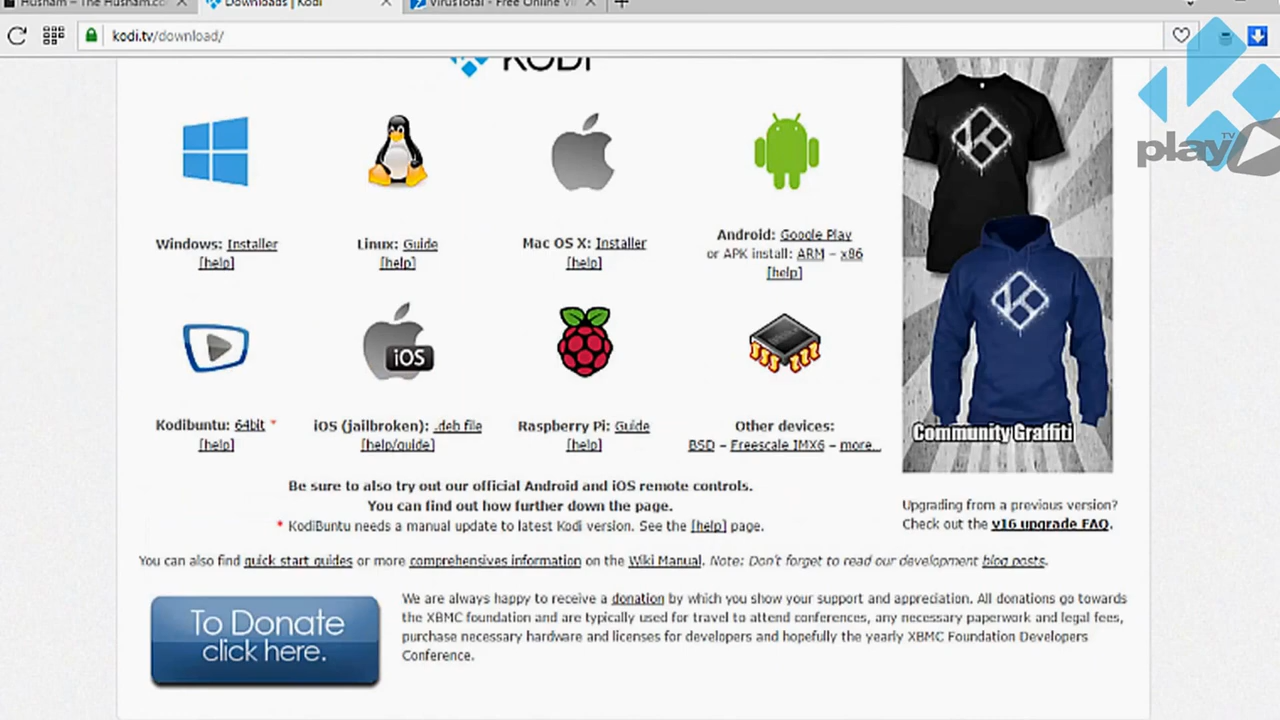 Husham – The Husham.co
Downloads | Kodi
VirusTotal - Free Online Vi
kodi.tv/download/
KODI
play TV
Windows: Installer
[help]
Linux: Guide
[help]
Mac OS X: Installer
[help]
Android: Google Play
or APK install: ARM – x86
[help]
iOS
Kodibuntu: 64bit *
[help]
iOS (jailbroken): .deb file
[help/guide]
Raspberry Pi: Guide
[help]
Other devices:
BSD – Freescale IMX6 – more...
Community Graffiti
Be sure to also try out our official Android and iOS remote controls.
You can find out how further down the page.
* KodiBuntu needs a manual update to latest Kodi version. See the [help] page.
Upgrading from a previous version?
Check out the v16 upgrade FAQ.
You can also find quick start guides or more comprehensives information on the Wiki Manual. Note: Don't forget to read our development blog posts.
To Donate
click here.
We are always happy to receive a donation by which you show your support and appreciation. All donations go towards
the XBMC foundation and are typically used for travel to attend conferences, any necessary paperwork and legal fees,
purchase necessary hardware and licenses for developers and hopefully the yearly XBMC Foundation Developers
Conference.